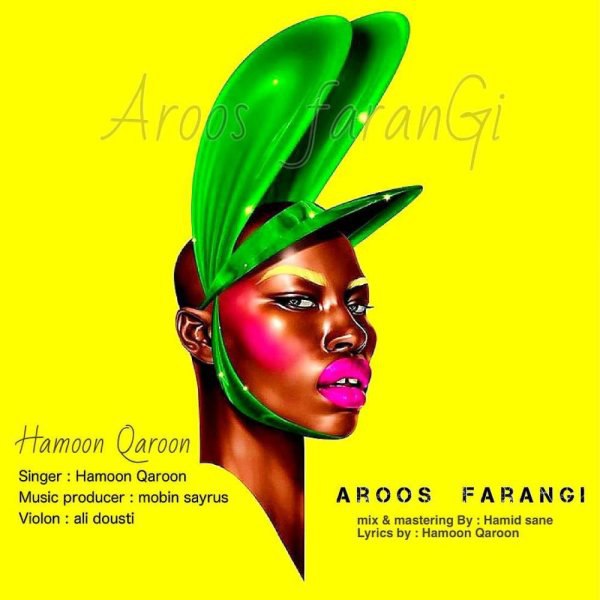 Aroos faranGi
Hamoon Qaroon
Singer : Hamoon Qaroon
Music producer : mobin sayrus
Violon : ali dousti
AROOS FARANGI
mix & mastering By : Hamid sane
Lyrics by : Hamoon Qaroon